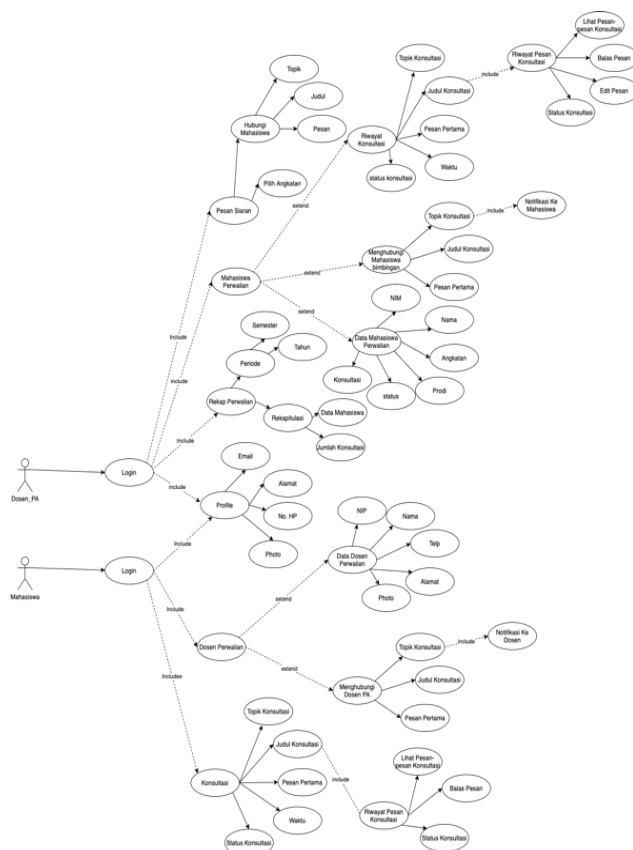 Lihat Pesan-
pesan Konsultasi
Riwayat Pesan
Konsultasi
Balas Pesan
Edit Pesan
Status Konsultasi
include
Topik Konsultasi
Judul Konsultasi
Riwayat
Konsultasi
Pesan Pertama
Waktu
status konsultasi
Topik
Hubungi
Mahasiswa
Judul
Pesan
Pilih Angkatan
Pesan Siaran
extend
Notifikasi Ke
Mahasiswa
include
Topik Konsultasi
Menghubungi
Mahasiswa
bimbingan
Judul Konsultasi
Pesan Pertama
extend
Mahasiswa
Perwalian
extend
NIM
Nama
Data Mahasiswa
Perwalian
Angkatan
Konsultasi
status
Prodi
Include
include
Semester
Tahun
Periode
Rekap Perwalian
Rekapitulasi
Data Mahasiswa
Jumlah Konsultasi
Include
Dosen_PA
Login
include
Email
Alamat
Profile
No. HP
Photo
Include
Mahasiswa
Login
NIP
Nama
Data Dosen
Perwalian
Telp
Alamat
Photo
extend
Include
Dosen Perwalian
extend
Topik Konsultasi
include
Notifikasi Ke
Dosen
Menghubungi
Dosen PA
Judul Konsultasi
Pesan Pertama
Includex
Topik Konsultasi
Judul Konsultasi
Konsultasi
Pesan Pertama
Waktu
Status Konsultasi
include
Lihat Pesan-
pesan Konsultasi
Balas Pesan
Riwayat Pesan
Konsultasi
Status Konsultasi